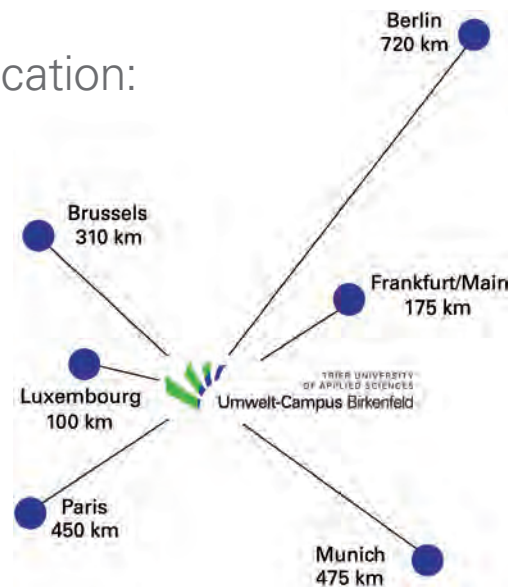 Berlin
720 km
cation:
Brussels
310 km
Frankfurt/Main
175 km
TRIER UNIVERSITY
OF APPLIED SCIENCES
Umwelt-Campus Birkenfeld
Luxembourg
100 km
Paris
450 km
Munich
475 km